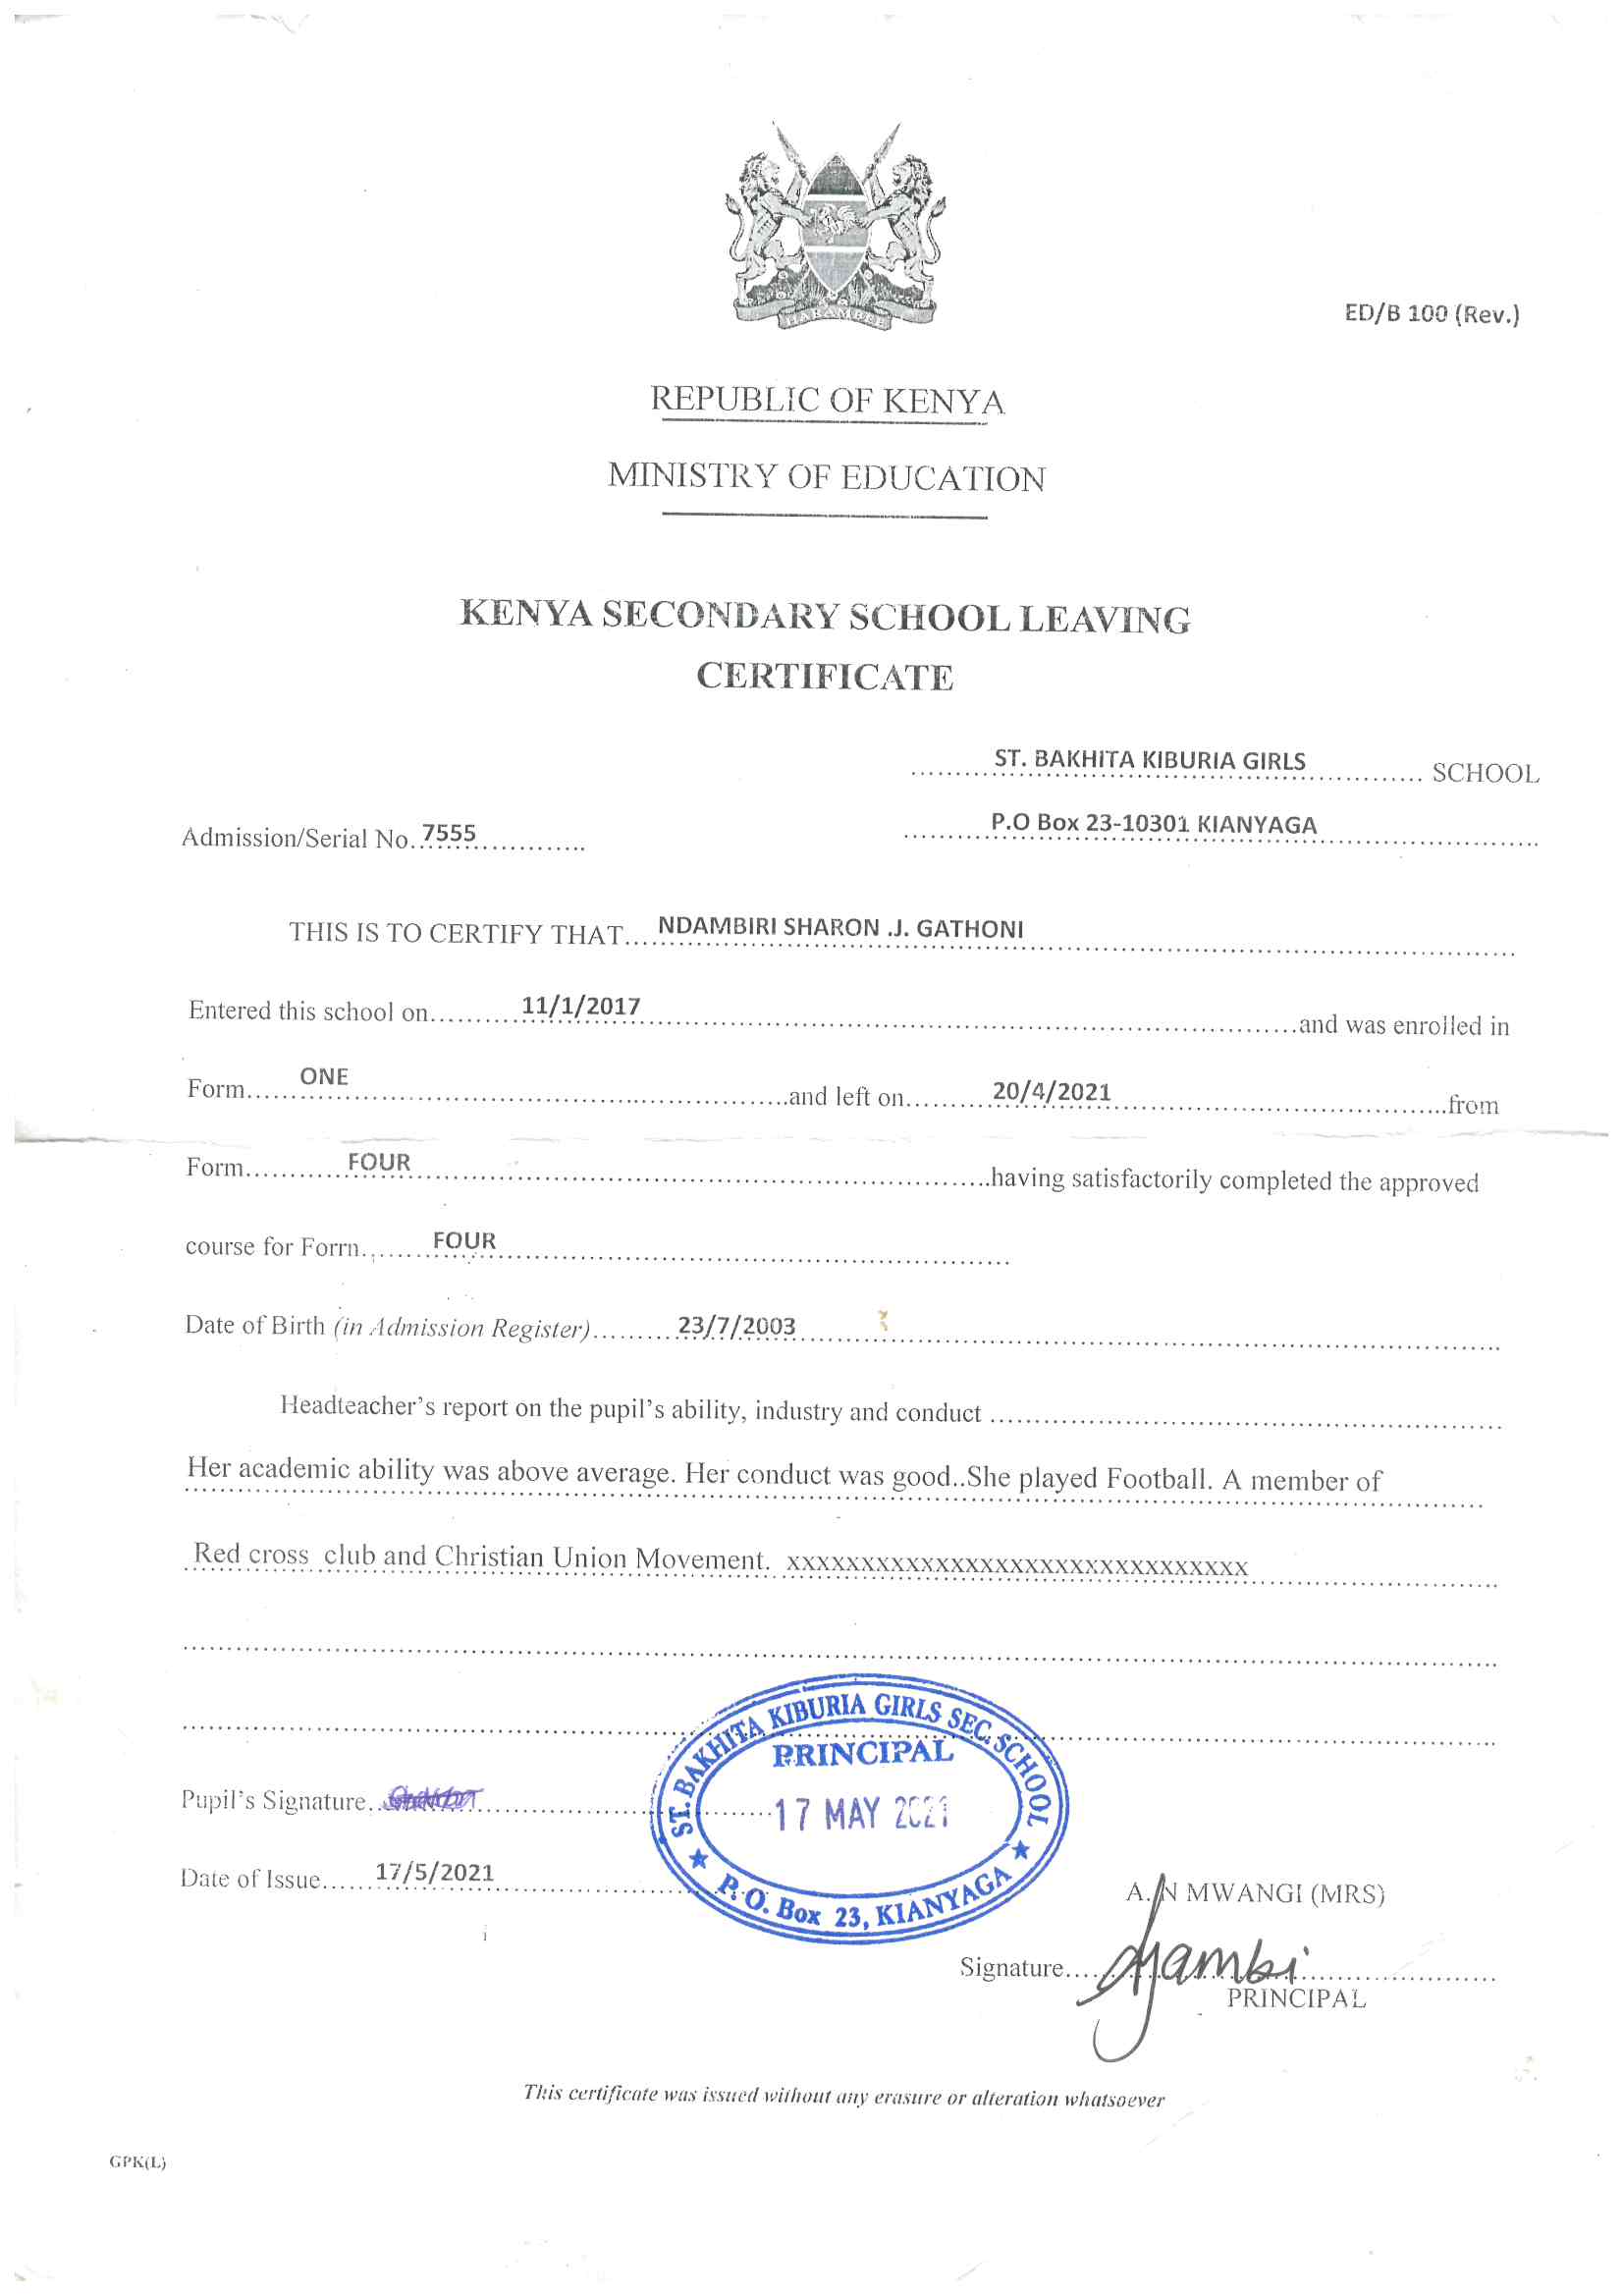 HARAMBEE
ED/B 100 (Rev.)
REPUBLIC OF KENYA
MINISTRY OF EDUCATION
KENYA SECONDARY SCHOOL LEAVING
CERTIFICATE
ST. BAKHITA KIBURIA GIRLS SCHOOL
P.O Box 23-10301 KIANYAGA
Admission/Serial No. 7555
THIS IS TO CERTIFY THAT NDAMBIRI SHARON .J. GATHONI
Entered this school on 11/1/2017 and was enrolled in
Form ONE and left on 20/4/2021 from
Form FOUR having satisfactorily completed the approved
course for Form FOUR
Date of Birth (in Admission Register) 23/7/2003
Headteacher's report on the pupil's ability, industry and conduct
Her academic ability was above average. Her conduct was good..She played Football. A member of
Red cross club and Christian Union Movement. xxxxxxxxxxxxxxxxxxxxxxxxxxxxxxx
ST. BAKHITA KIBURIA GIRLS SEC. SCHOOL
PRINCIPAL
17 MAY 2021
P.O. Box 23, KIANYAGA
Pupil's Signature
Date of Issue 17/5/2021
A. N MWANGI (MRS)
Signature
PRINCIPAL
This certificate was issued without any erasure or alteration whatsoever
GPK(L)